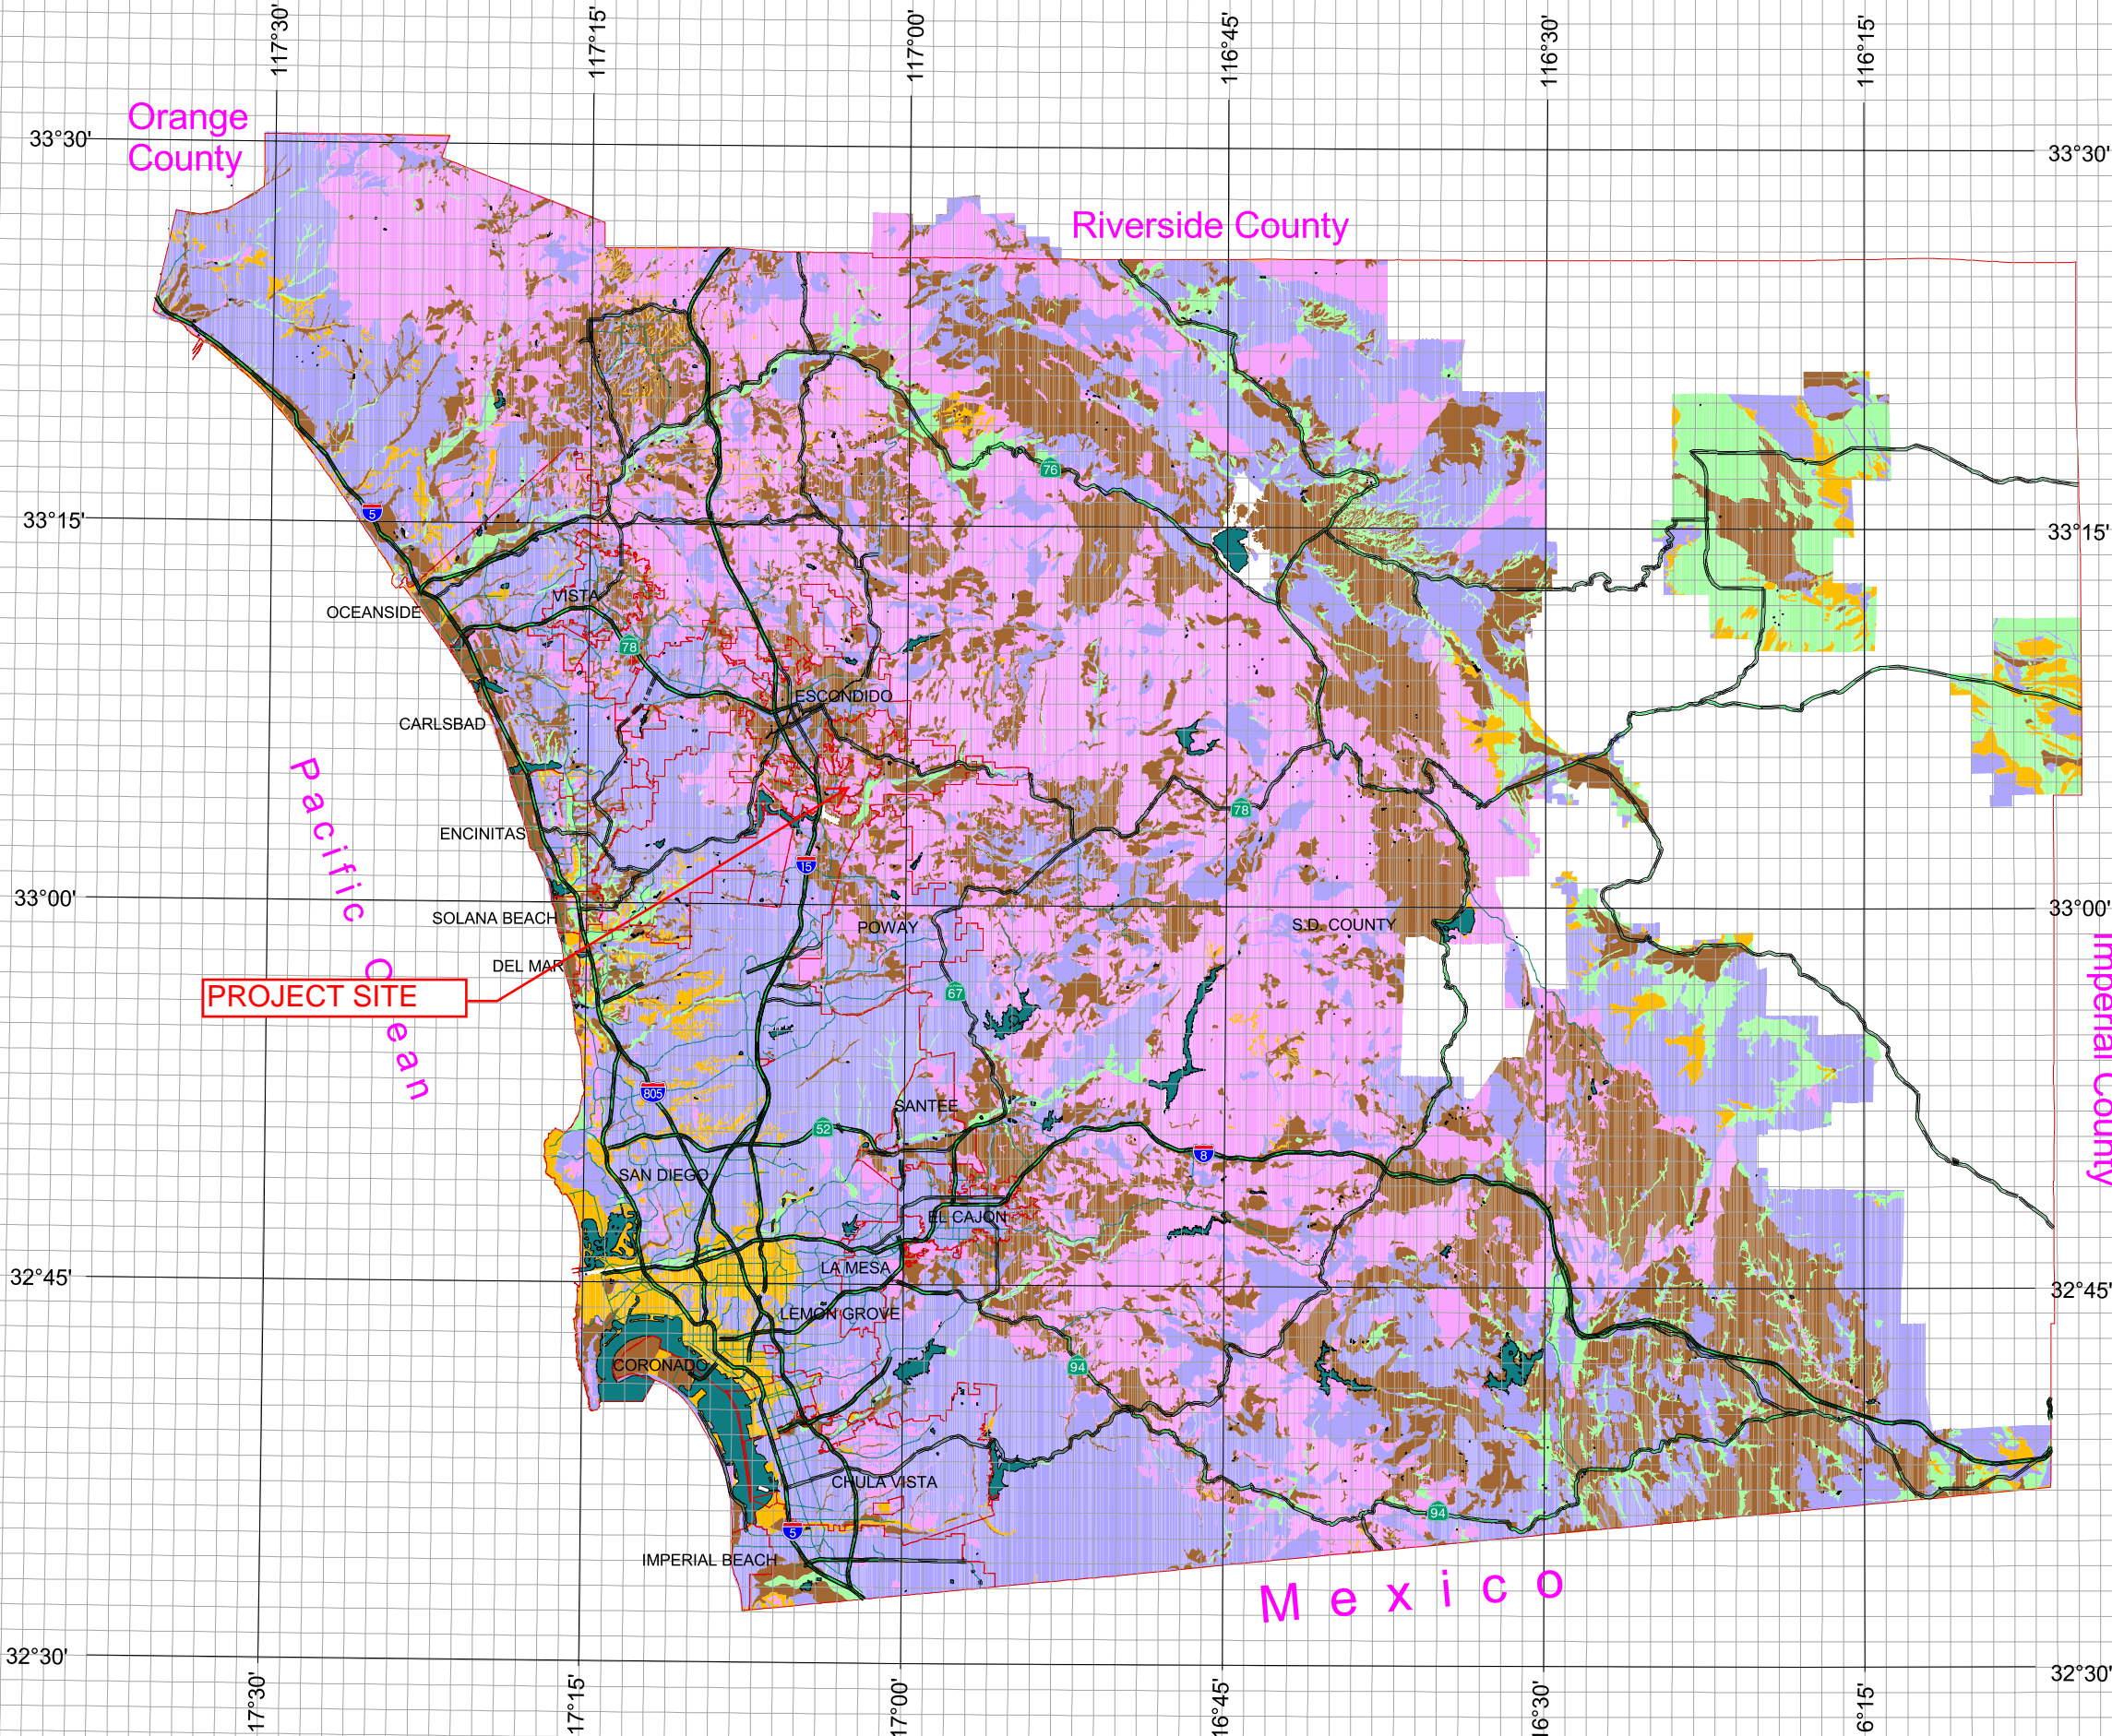 117°30'
117°15'
117°00'
116°45'
116°30'
116°15'
Orange
County
33°30'
33°30'
Riverside County
76
5
33°15'
33°15'
VISTA
OCEANSIDE
78
ESCONDIDO
CARLSBAD
Pacific Ocean
78
ENCINITAS
15
33°00'
33°00'
SOLANA BEACH
POWAY
S.D. COUNTY
DEL MAR
PROJECT SITE
67
Imperial County
805
SANTEE
52
8
SAN DIEGO
EL CAJON
LA MESA
32°45'
32°45'
LEMON GROVE
CORONADO
94
CHULA VISTA
94
5
IMPERIAL BEACH
Mexico
32°30'
32°30'
17°30'
17°15'
17°00'
16°45'
16°30'
6°15'